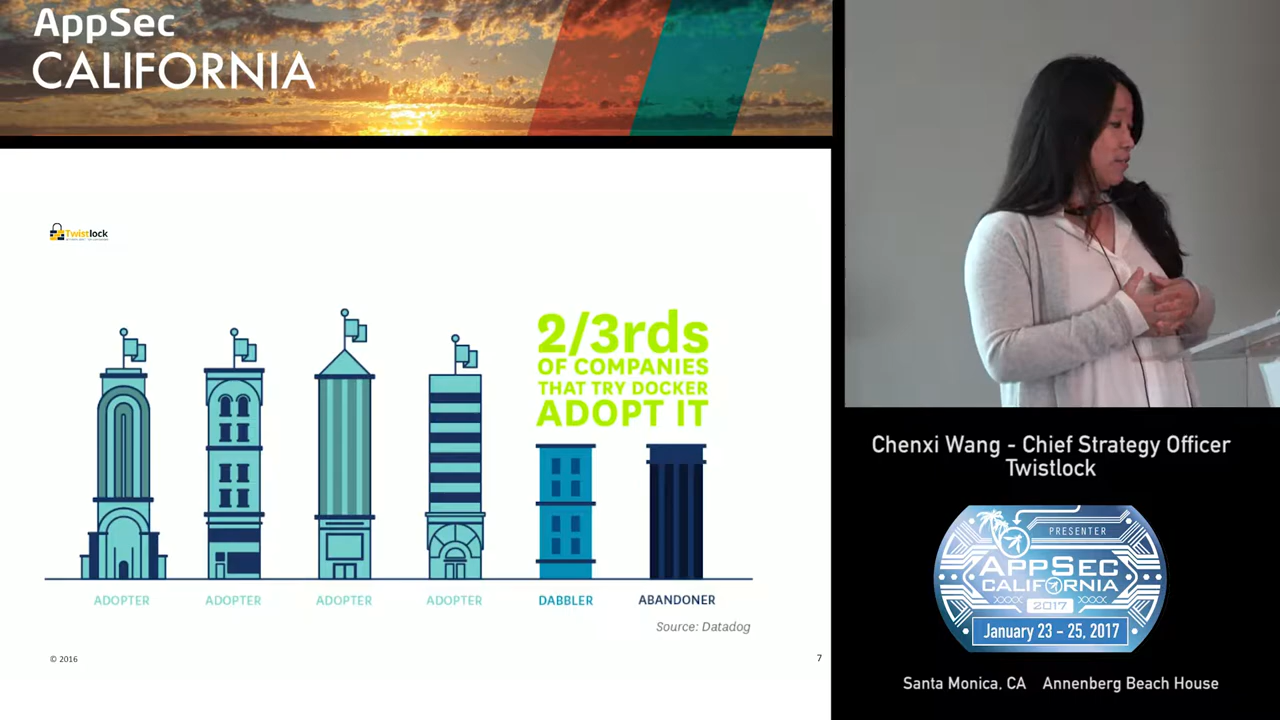 AppSec
CALIFORNIA
Twistlock
2/3rds
OF COMPANIES
THAT TRY DOCKER
ADOPT IT
ADOPTER
ADOPTER
ADOPTER
ADOPTER
DABBLER
ABANDONER
Source: Datadog
© 2016
7
Chenxi Wang - Chief Strategy Officer
Twistlock
PRESENTER
APPSEC
CALIFORNIA
2017
January 23 - 25, 2017
Santa Monica, CA Annenberg Beach House